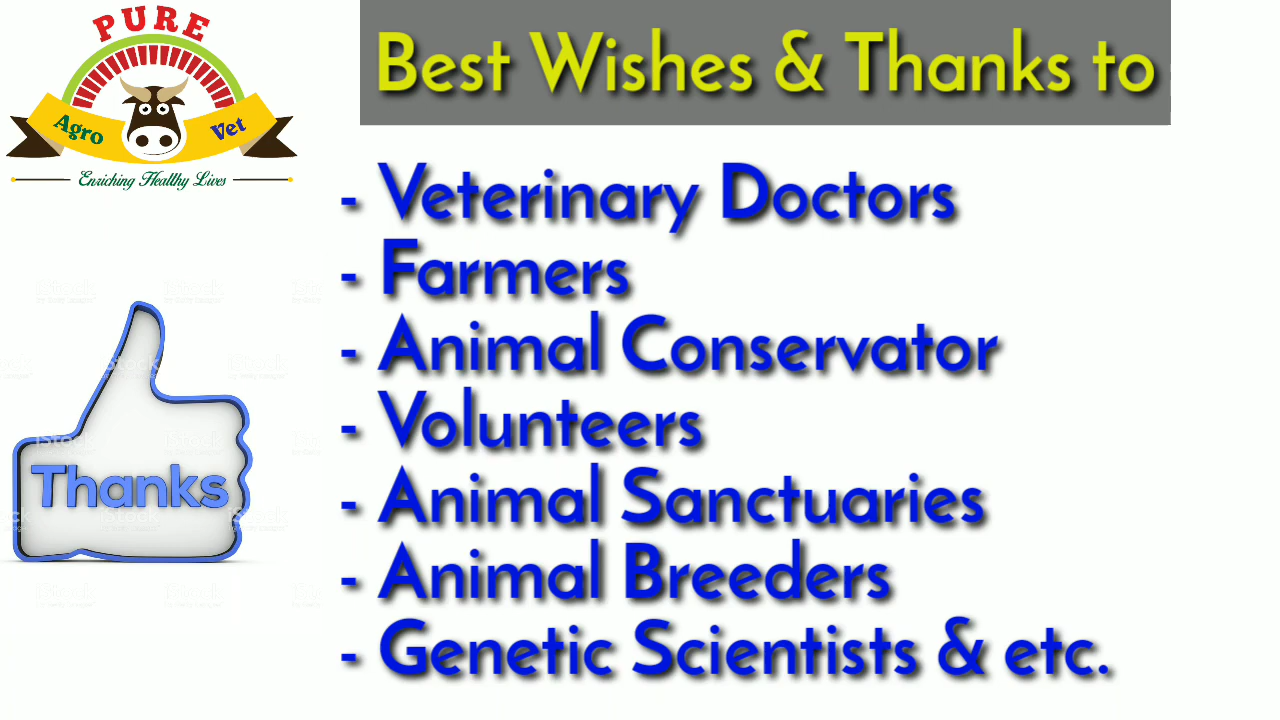 PURE
Agro Vet
Enriching Healthy Lives
Best Wishes & Thanks to
- Veterinary Doctors
- Farmers
- Animal Conservator
- Volunteers
- Animal Sanctuaries
- Animal Breeders
- Genetic Scientists & etc.
Thanks
iStock